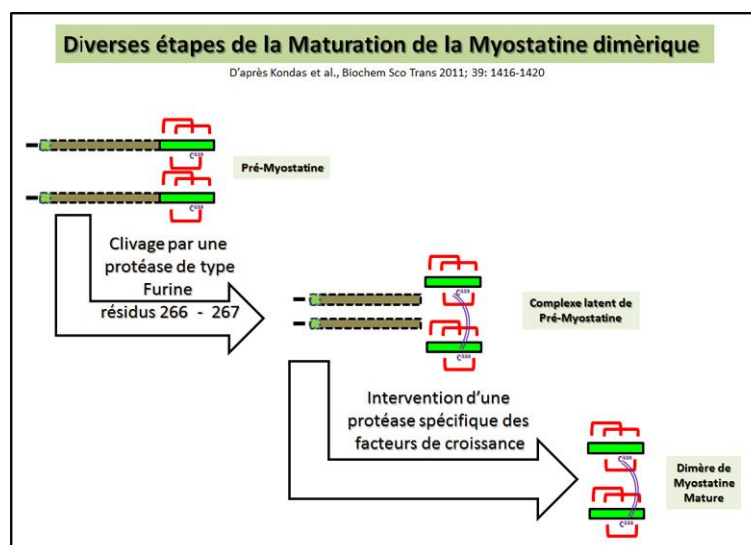 Diverses étapes de la Maturation de la Myostatine dimèrique
D'après Kondas et al., Biochem Sco Trans 2011; 39: 1416-1420
Pré-Myostatine
Clivage par une
protéase de type
Furine
résidus 266 - 267
Complexe latent de
Pré-Myostatine
Intervention d'une
protéase spécifique des
facteurs de croissance
Dimère de
Myostatine
Mature